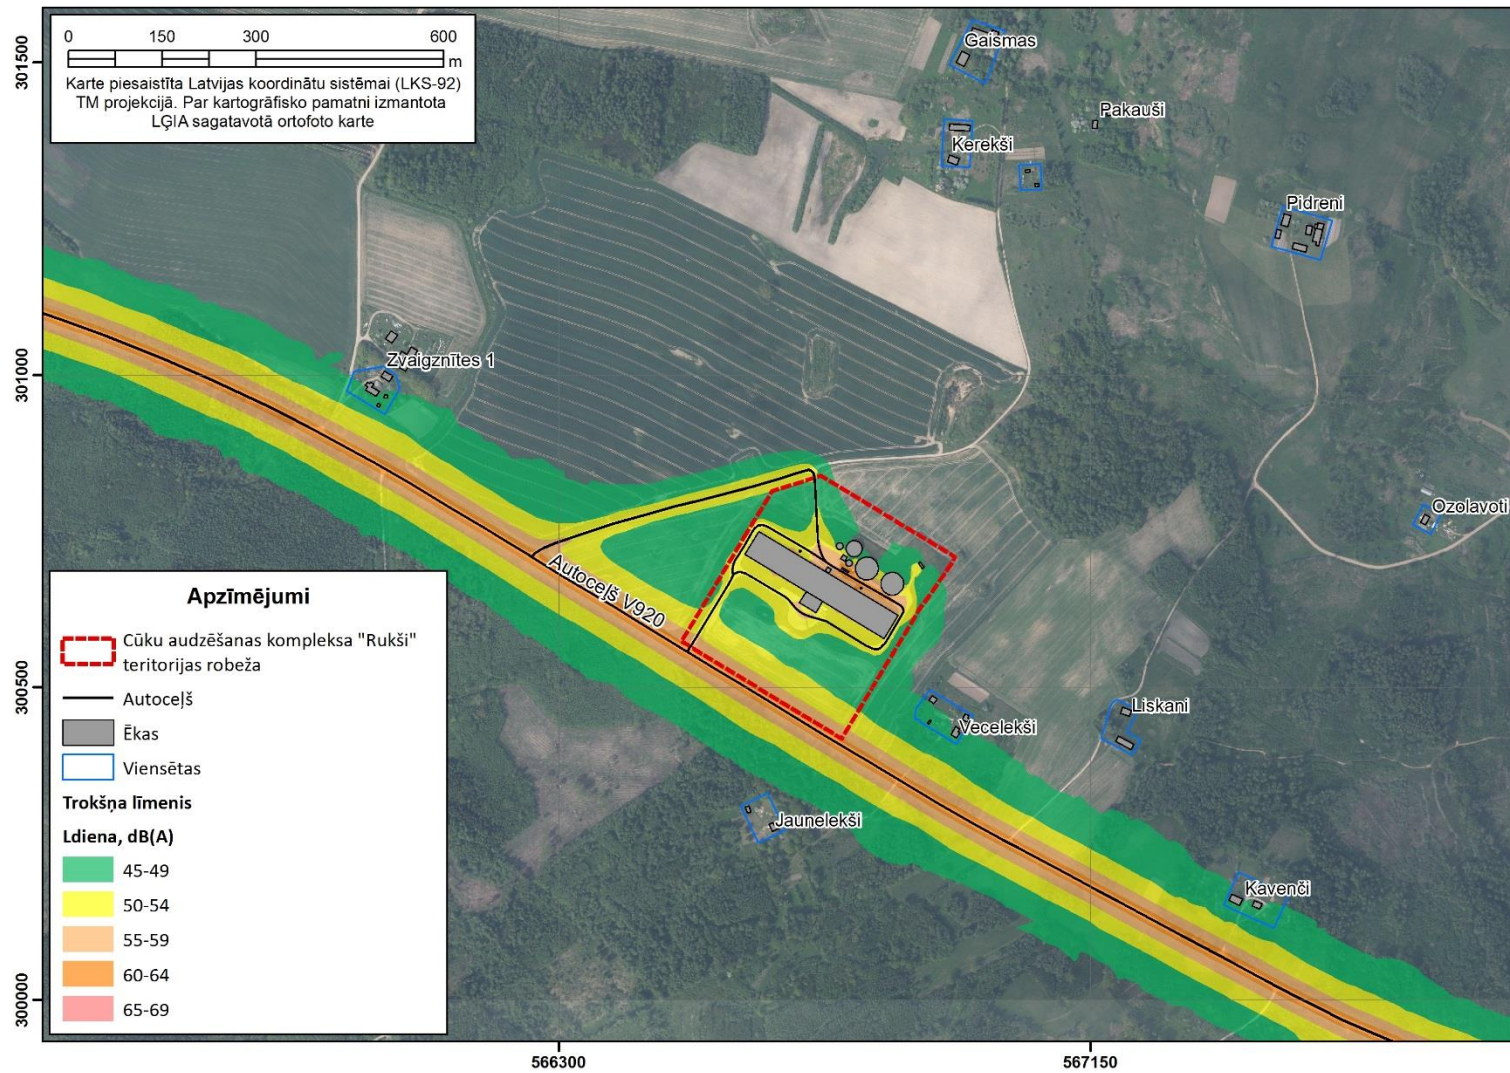 0 150 300 600
m
Karte piesaistīta Latvijas koordinātu sistēmai (LKS-92)
TM projekcijā. Par kartogrāfisko pamatni izmantota
LĢIA sagatavotā ortofoto karte
301500
301000
300500
300000
566300
567150
Gaismas
Pakauši
Kerekši
Pidreni
Zvaigznītes 1
Ozolavoti
Autoceļš V920
Liskani
Vecelekši
Jaunelekši
Kavenči
Apzīmējumi
Cūku audzēšanas kompleksa "Rukši"
teritorijas robeža
Autoceļš
Ēkas
Viensētas
Trokšņa līmenis
Ldiena, dB(A)
45-49
50-54
55-59
60-64
65-69